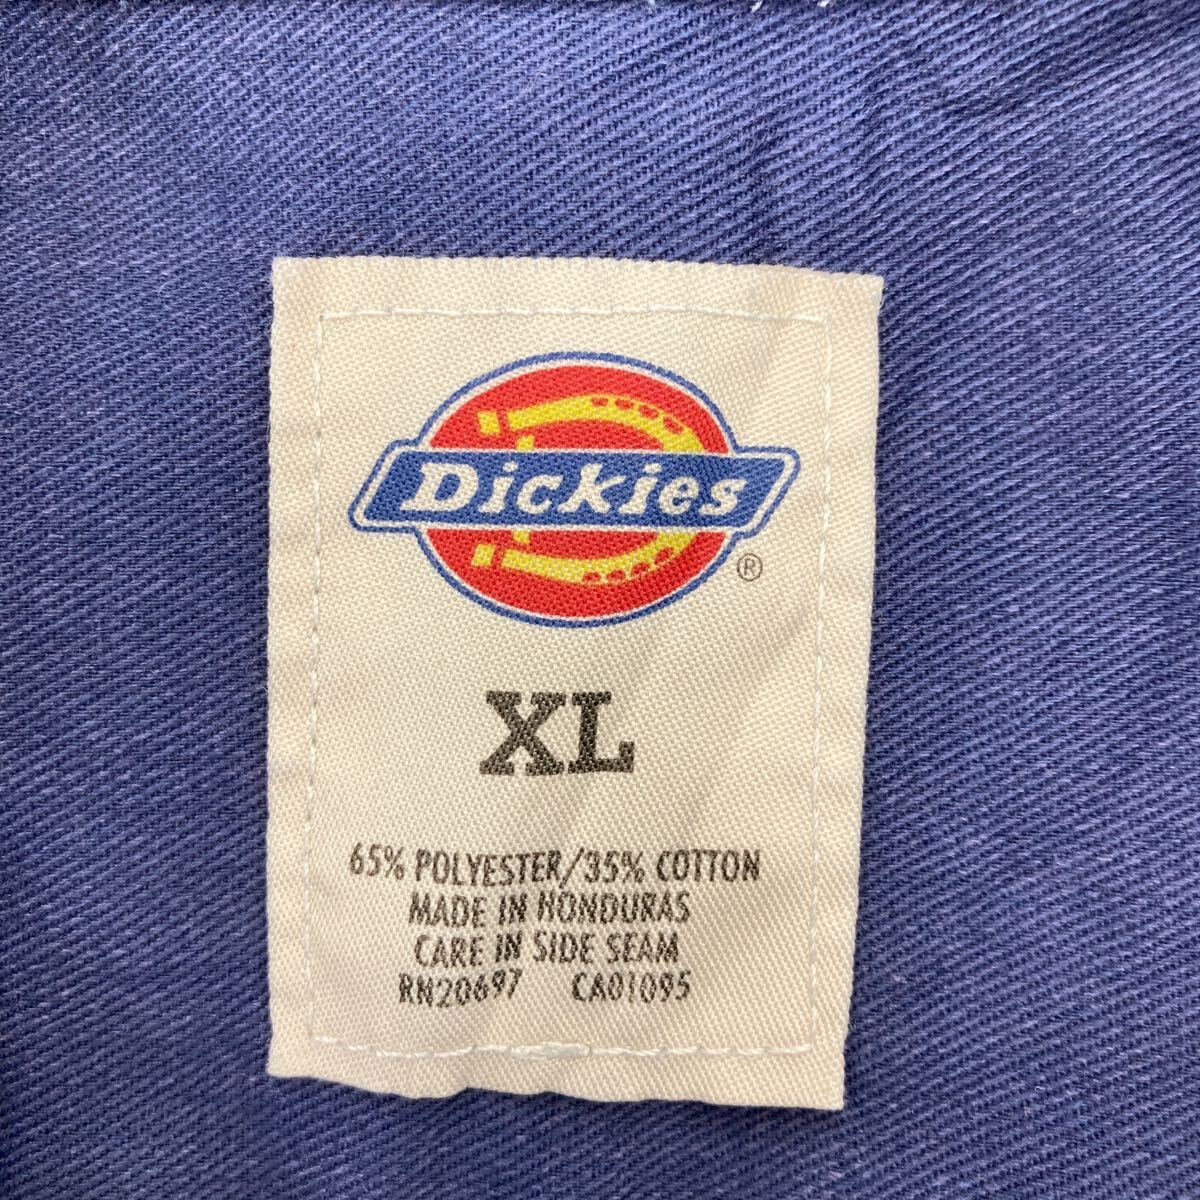 Dickies
®
XL
65% POLYESTER/35% COTTON
MADE IN HONDURAS
CARE IN SIDE SEAM
RN20697 CA01095